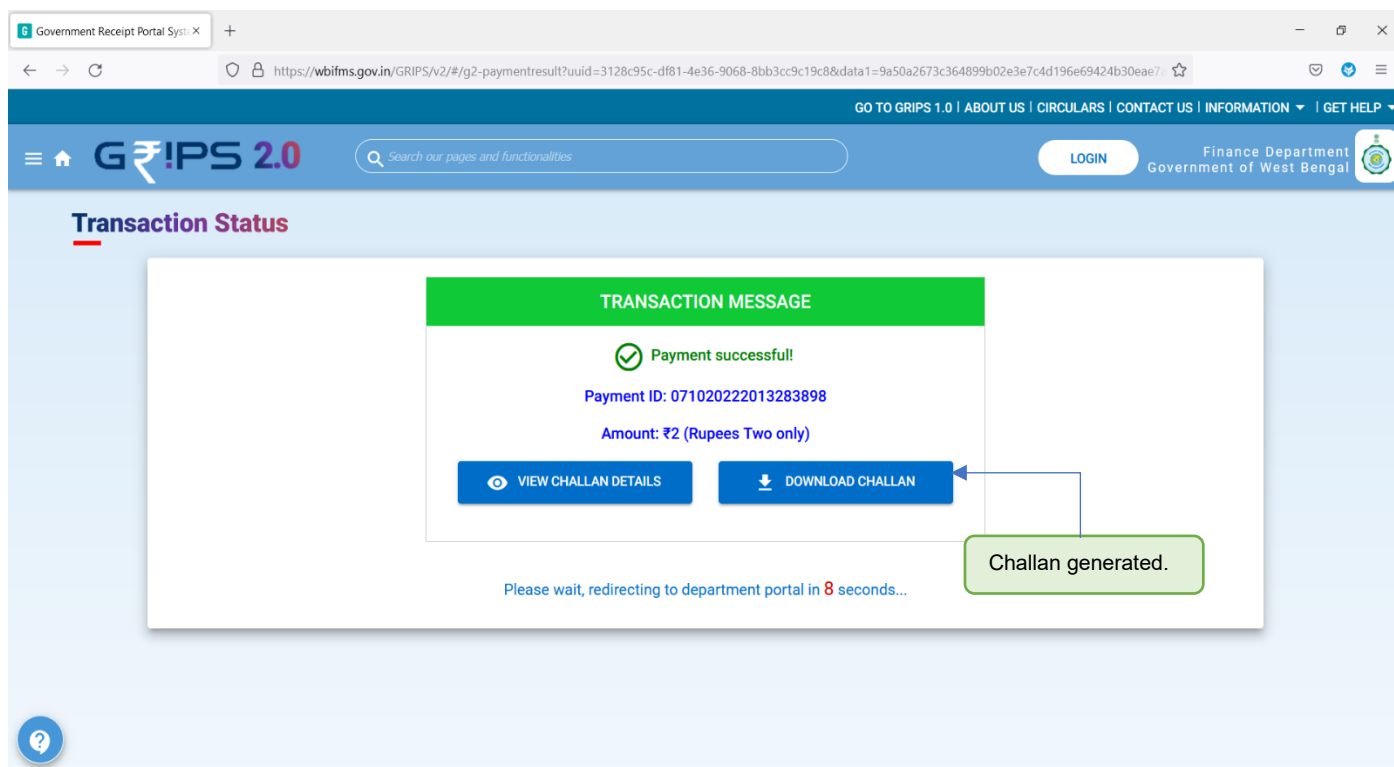 Government Receipt Portal Syst
https://wbifms.gov.in/GRIPS/v2/#/g2-paymentresult?uuid=3128c95c-df81-4e36-9068-8bb3cc9c19c8&data1=9a50a2673c364899b02e3e7c4d196e69424b30eae7
GO TO GRIPS 1.0 | ABOUT US | CIRCULARS | CONTACT US | INFORMATION | GET HELP
G₹!PS 2.0
Search our pages and functionalities
LOGIN
Finance Department
Government of West Bengal
Transaction Status
TRANSACTION MESSAGE
Payment successful!
Payment ID: 071020222013283898
Amount: ₹2 (Rupees Two only)
VIEW CHALLAN DETAILS
DOWNLOAD CHALLAN
Challan generated.
Please wait, redirecting to department portal in 8 seconds...